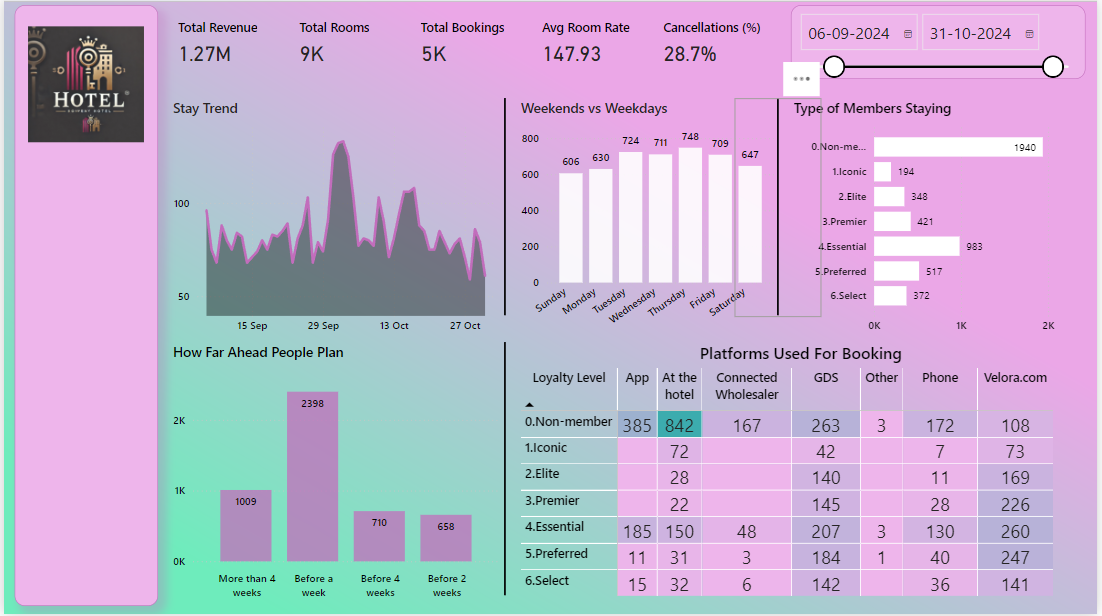 Total Revenue
1.27M
Total Rooms
9K
Total Bookings
5K
Avg Room Rate
147.93
Cancellations (%)
28.7%
06-09-2024
31-10-2024
HOTEL
Stay Trend
100
50
15 Sep
29 Sep
13 Oct
27 Oct
Weekends vs Weekdays
800
600
400
200
0
606
630
724
711
748
709
647
Sunday
Monday
Tuesday
Wednesday
Thursday
Friday
Saturday
Type of Members Staying
0.Non-me... 1940
1.Iconic 194
2.Elite 348
3.Premier 421
4.Essential 983
5.Preferred 517
6.Select 372
0K 1K 2K
How Far Ahead People Plan
2K
1K
0K
1009
2398
710
658
More than 4
weeks
Before a
week
Before 4
weeks
Before 2
weeks
Platforms Used For Booking
Loyalty Level App At the hotel Connected Wholesaler GDS Other Phone Velora.com
0.Non-member 385 842 167 263 3 172 108
1.Iconic 72 42 7 73
2.Elite 28 140 11 169
3.Premier 22 145 28 226
4.Essential 185 150 48 207 3 130 260
5.Preferred 11 31 3 184 1 40 247
6.Select 15 32 6 142 36 141